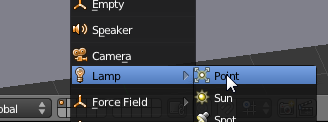 Empty
Speaker
Camera
Lamp
Point
Sun
Force Field
Spot
obal